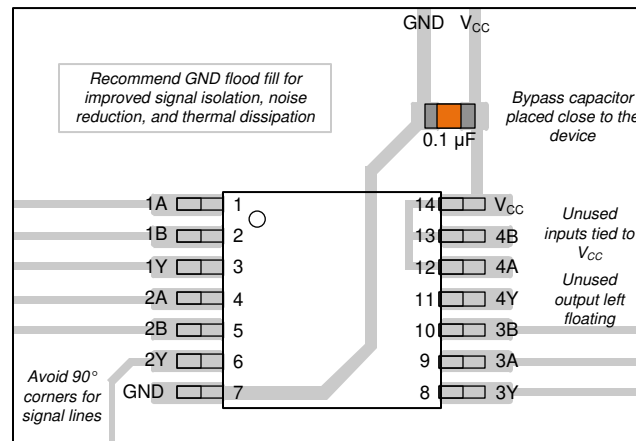 GND VCC
Recommend GND flood fill for
improved signal isolation, noise
reduction, and thermal dissipation
Bypass capacitor
placed close to the
device
0.1 µF
1A 1 14 VCC
1B 2 13 4B
1Y 3 12 4A
2A 4 11 4Y
2B 5 10 3B
2Y 6 9 3A
GND 7 8 3Y
Unused
inputs tied to
VCC
Unused
output left
floating
Avoid 90°
corners for
signal lines